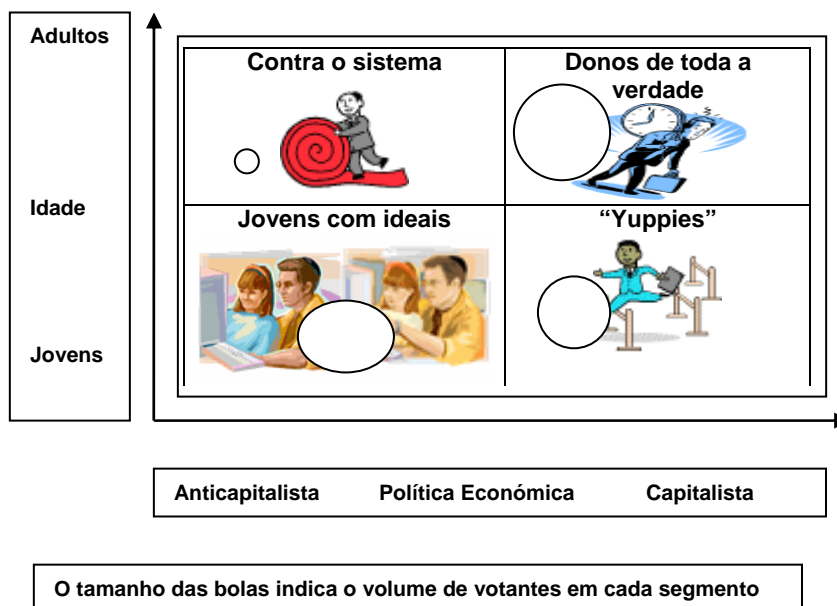 Adultos
Idade
Jovens
Contra o sistema
Donos de toda a
verdade
Jovens com ideais
“Yuppies”
Anticapitalista Política Económica Capitalista
O tamanho das bolas indica o volume de votantes em cada segmento